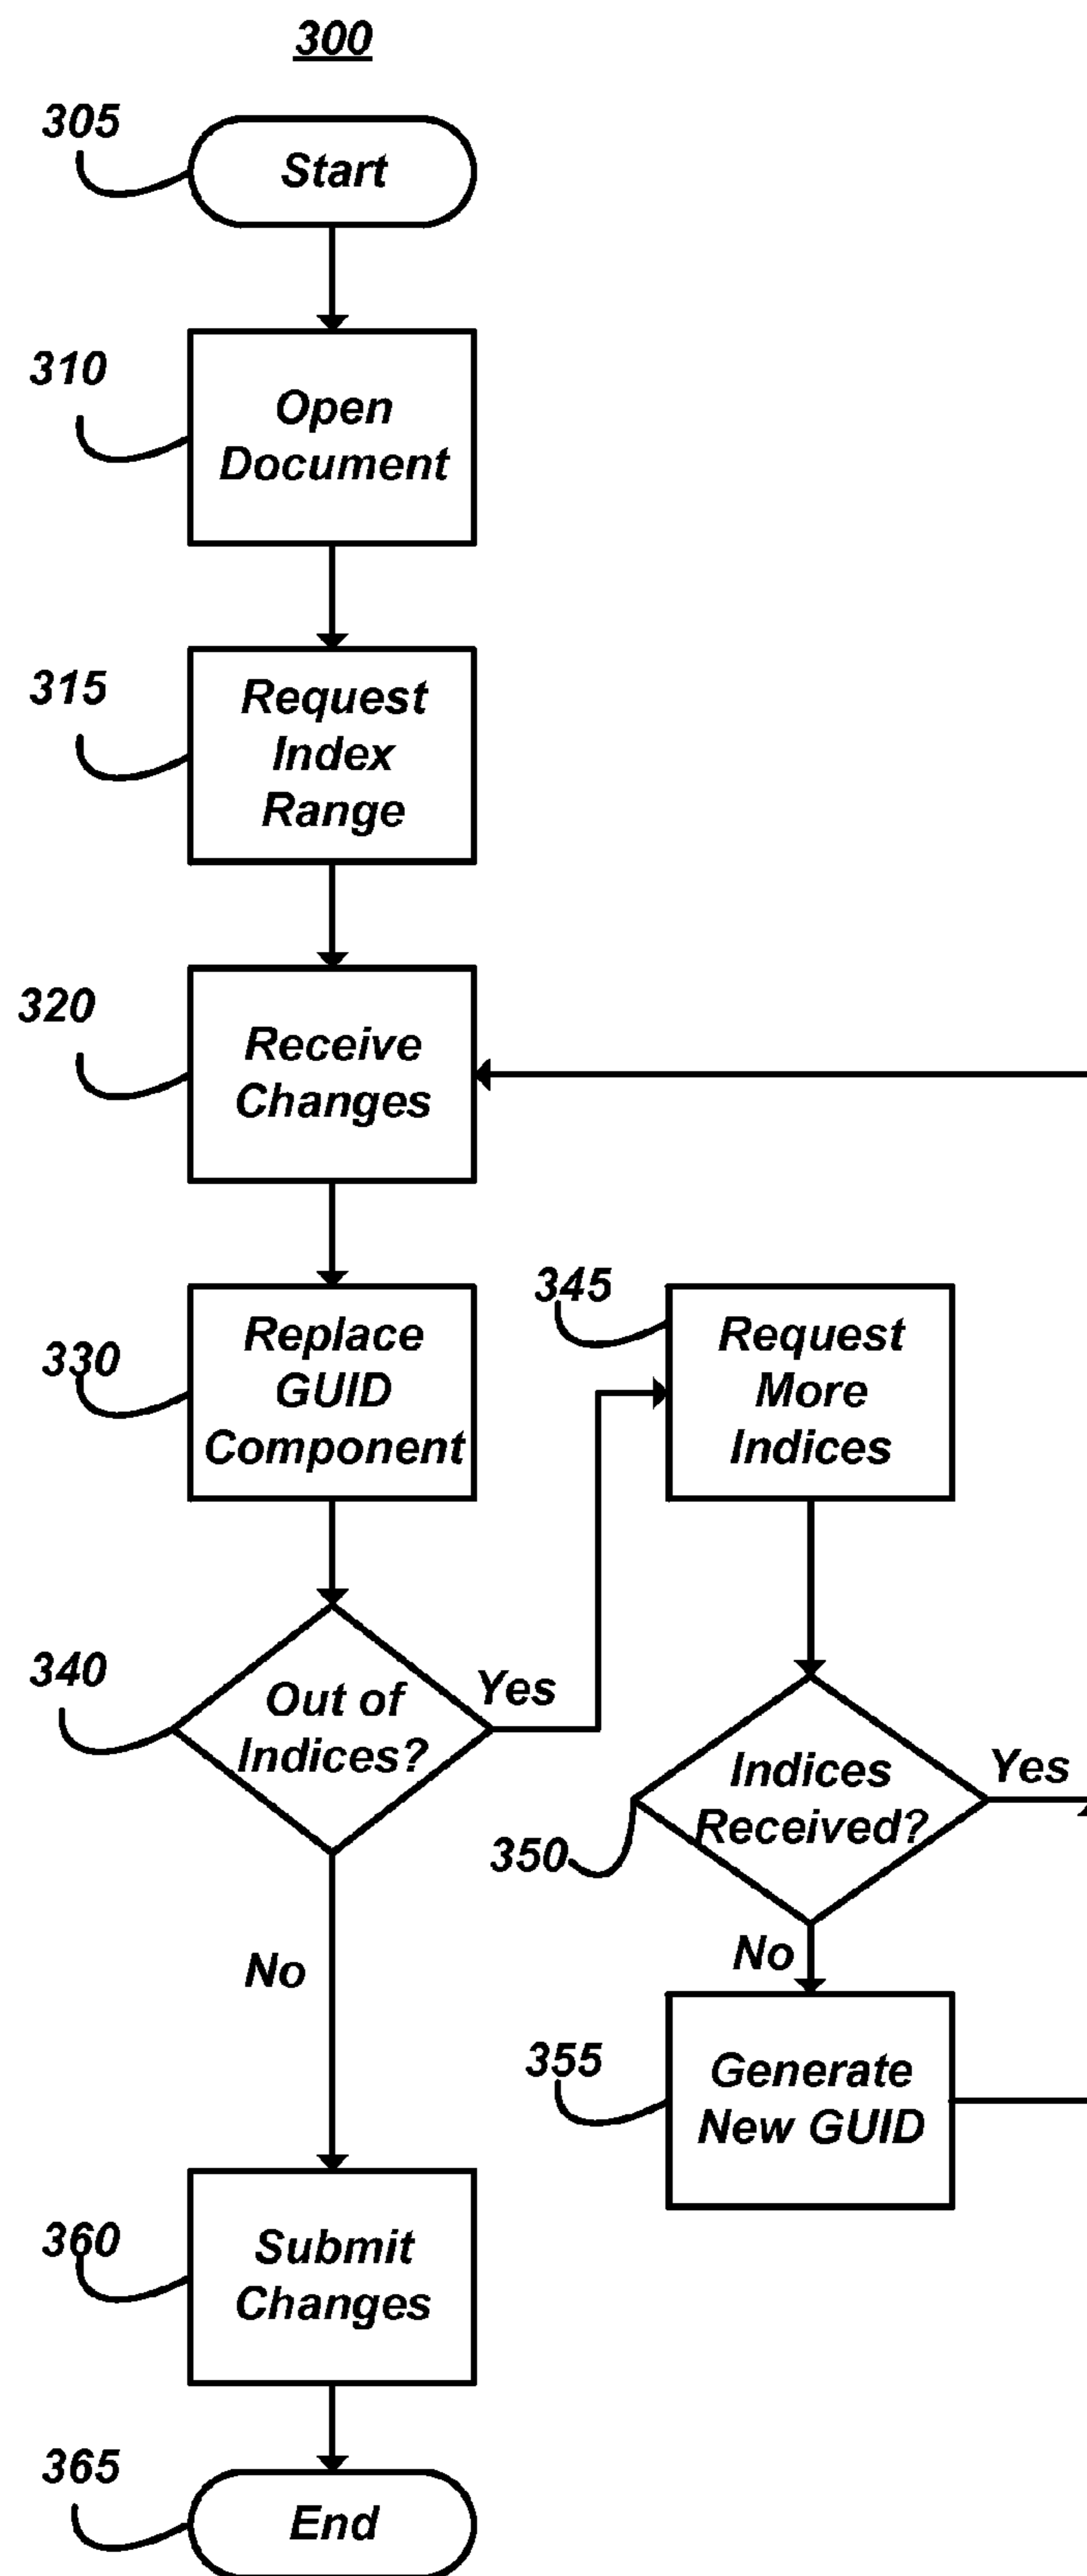 300
305
Start
310
Open
Document
315
Request
Index
Range
320
Receive
Changes
330
Replace
GUID
Component
345
Request
More
Indices
340
Out of
Indices?
Yes
350
Indices
Received?
Yes
No
No
355
Generate
New GUID
360
Submit
Changes
365
End